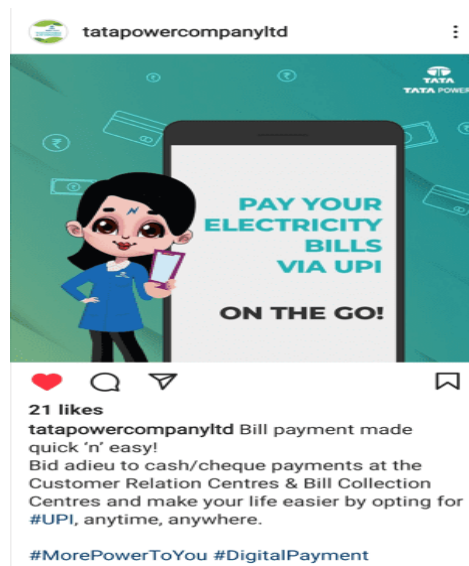 tatapowercompanyltd
TATA
TATA POWER
PAY YOUR
ELECTRICITY
BILLS
VIA UPI
ON THE GO!
21 likes
tatapowercompanyltd Bill payment made
quick ‘n’ easy!
Bid adieu to cash/cheque payments at the
Customer Relation Centres & Bill Collection
Centres and make your life easier by opting for
#UPI, anytime, anywhere.
#MorePowerToYou #DigitalPayment